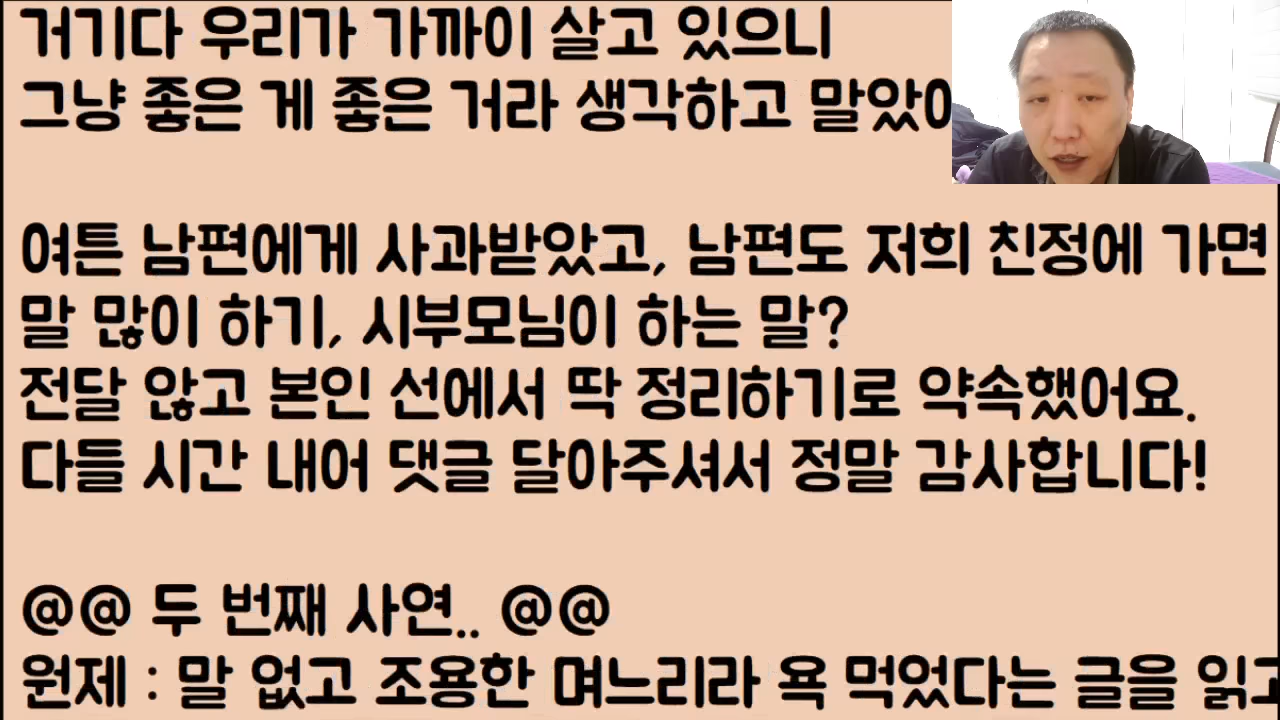 거기다 우리가 가까이 살고 있으니
그냥 좋은 게 좋은 거라 생각하고
여튼 남편에게 사과받았고, 남편도 저희 친정에 가면
말 많이 하기, 시부모님이 하는 말?
전달 않고 본인 선에서 딱 정리하기로 약속했어요.
다들 시간 내어 댓글 달아주셔서 정말 감사합니다!
@@ 두 번째 사연.. @@
원제 : 말 없고 조용한 며느리라 욕 먹었다는 글을